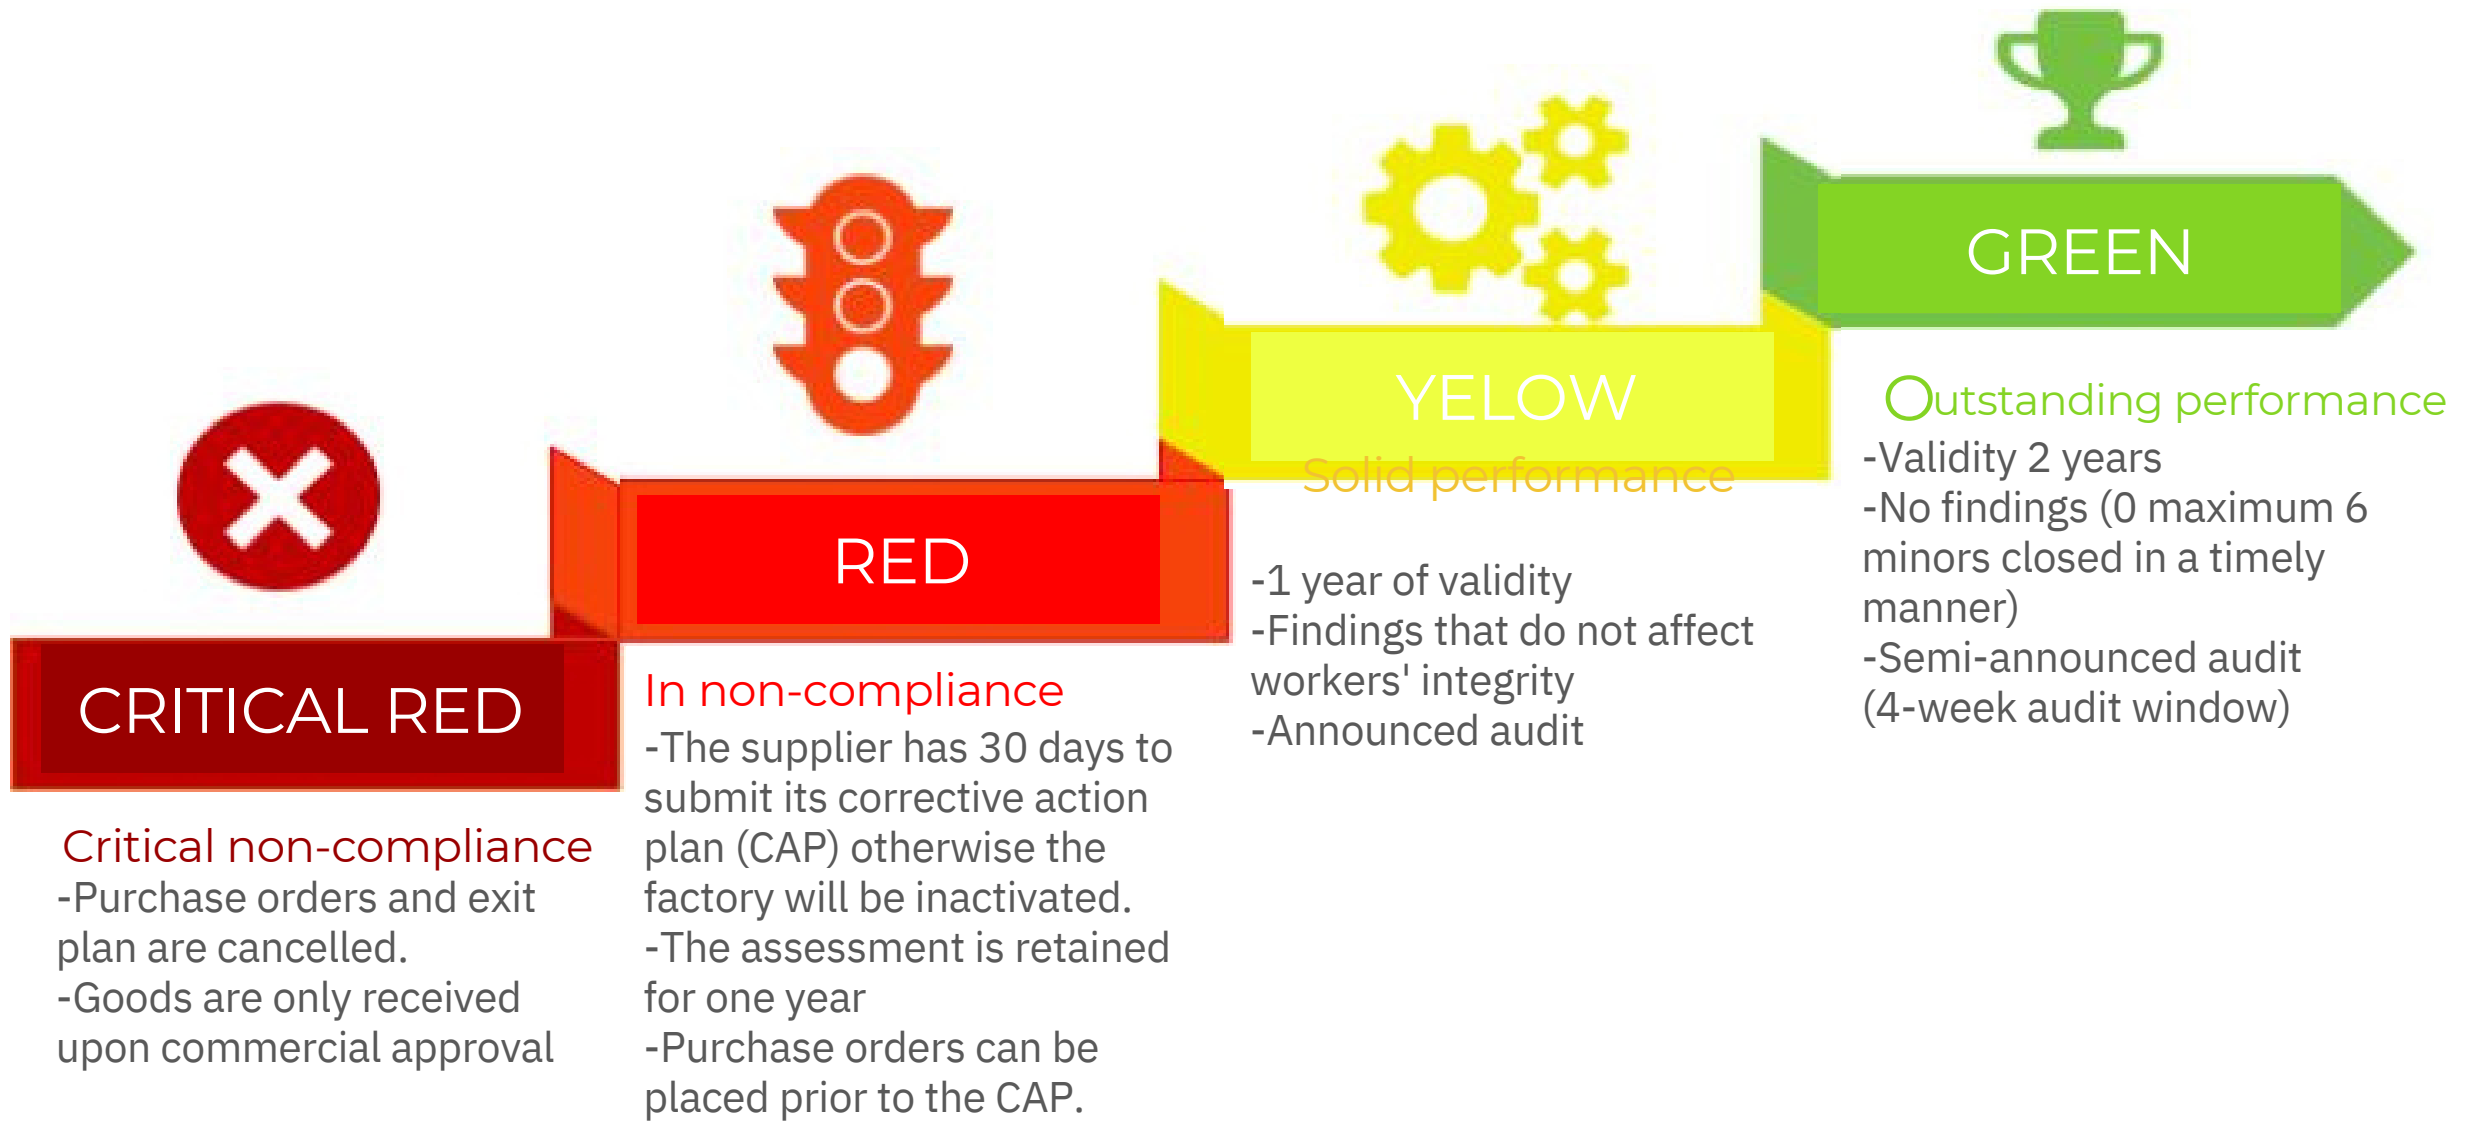 CRITICAL RED
Critical non-compliance
-Purchase orders and exit
plan are cancelled.
-Goods are only received
upon commercial approval
RED
In non-compliance
-The supplier has 30 days to
submit its corrective action
plan (CAP) otherwise the
factory will be inactivated.
-The assessment is retained
for one year
-Purchase orders can be
placed prior to the CAP.
YELOW
Solid performance
-1 year of validity
-Findings that do not affect
workers' integrity
-Announced audit
GREEN
Outstanding performance
-Validity 2 years
-No findings (0 maximum 6
minors closed in a timely
manner)
-Semi-announced audit
(4-week audit window)